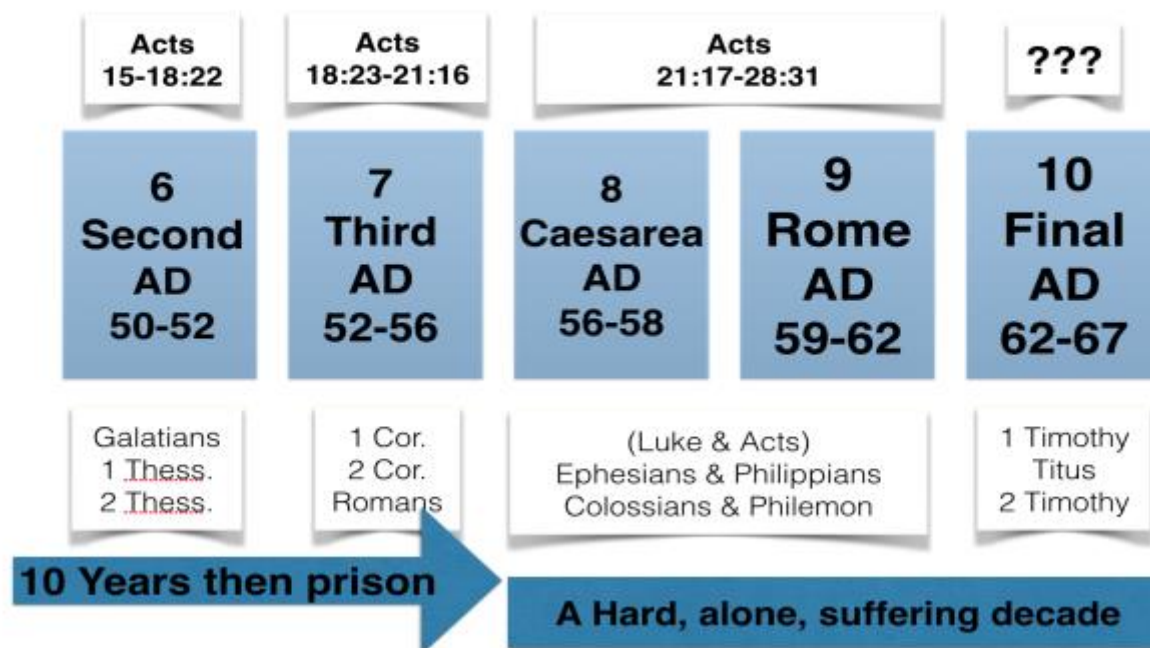 Acts
15-18:22
Acts
18:23-21:16
Acts
21:17-28:31
???
6
Second
AD
50-52
7
Third
AD
52-56
8
Caesarea
AD
56-58
9
Rome
AD
59-62
10
Final
AD
62-67
Galatians
1 Thess.
2 Thess.
1 Cor.
2 Cor.
Romans
(Luke & Acts)
Ephesians & Philippians
Colossians & Philemon
1 Timothy
Titus
2 Timothy
10 Years then prison
A Hard, alone, suffering decade